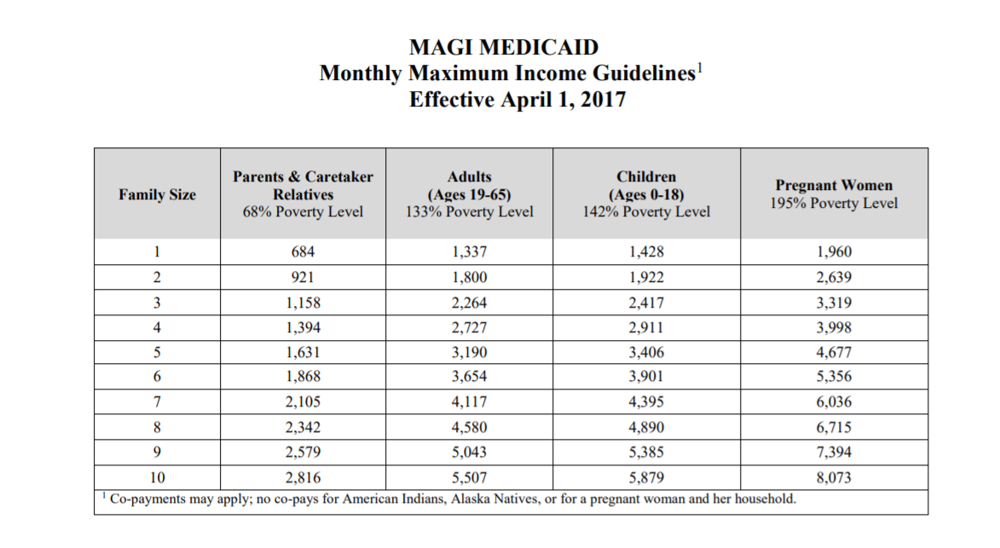 MAGI MEDICAID
Monthly Maximum Income Guidelines1
Effective April 1, 2017
Family Size
Parents & Caretaker
Relatives
68% Poverty Level
Adults
(Ages 19-65)
133% Poverty Level
Children
(Ages 0-18)
142% Poverty Level
Pregnant Women
195% Poverty Level
1 684 1,337 1,428 1,960
2 921 1,800 1,922 2,639
3 1,158 2,264 2,417 3,319
4 1,394 2,727 2,911 3,998
5 1,631 3,190 3,406 4,677
6 1,868 3,654 3,901 5,356
7 2,105 4,117 4,395 6,036
8 2,342 4,580 4,890 6,715
9 2,579 5,043 5,385 7,394
10 2,816 5,507 5,879 8,073
1 Co-payments may apply; no co-pays for American Indians, Alaska Natives, or for a pregnant woman and her household.